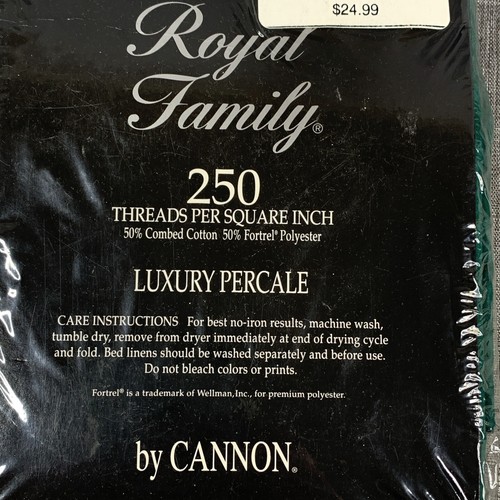 $24.99
Royal
Family®
250
THREADS PER SQUARE INCH
50% Combed Cotton 50% Fortrel® Polyester
LUXURY PERCALE
CARE INSTRUCTIONS For best no-iron results, machine wash,
tumble dry, remove from dryer immediately at end of drying cycle
and fold. Bed linens should be washed separately and before use.
Do not bleach colors or prints.
Fortrel® is a trademark of Wellman, Inc., for premium polyester.
by CANNON®